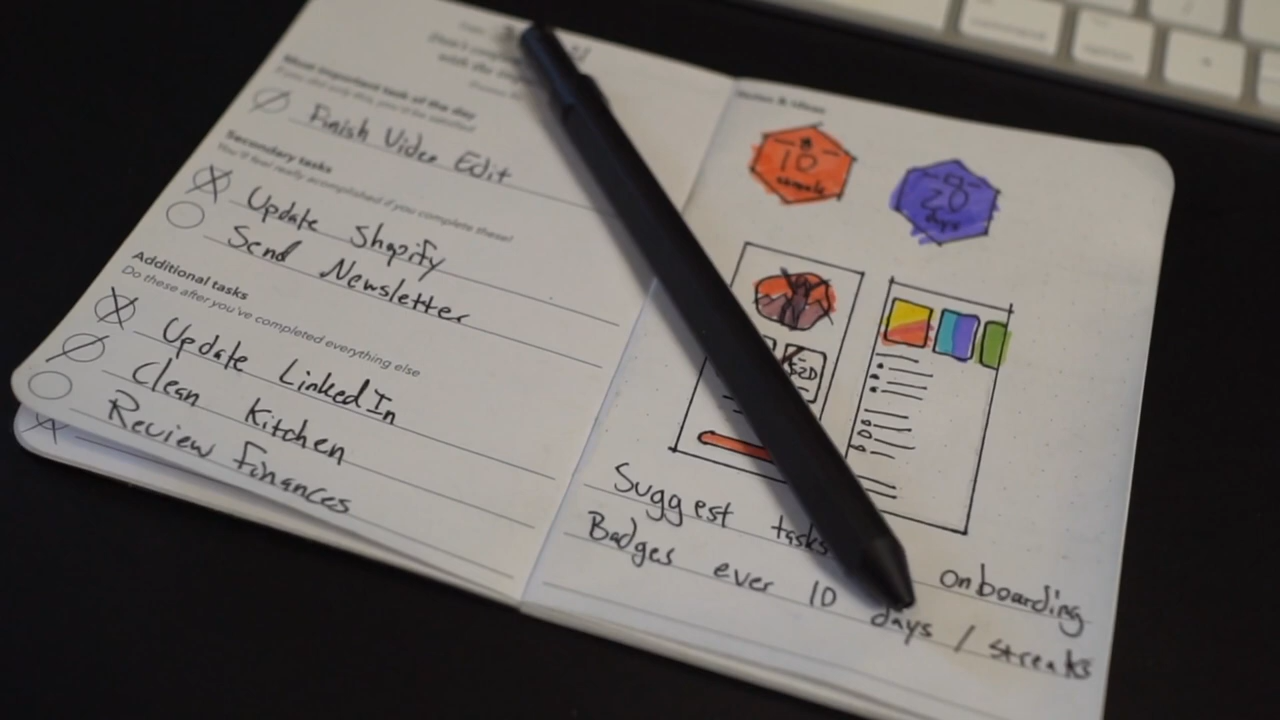 Most important task of the day
Finish Video Edit
Secondary tasks
You'll feel really accomplished if you complete these!
Update Shopify
Send Newsletter
Additional tasks
Do these after you've completed everything else
Update LinkedIn
Clean Kitchen
Review Finances
Notes & Ideas
10
28
days
$20
Suggest tasks onboarding
Badges ever 10 days / streaks